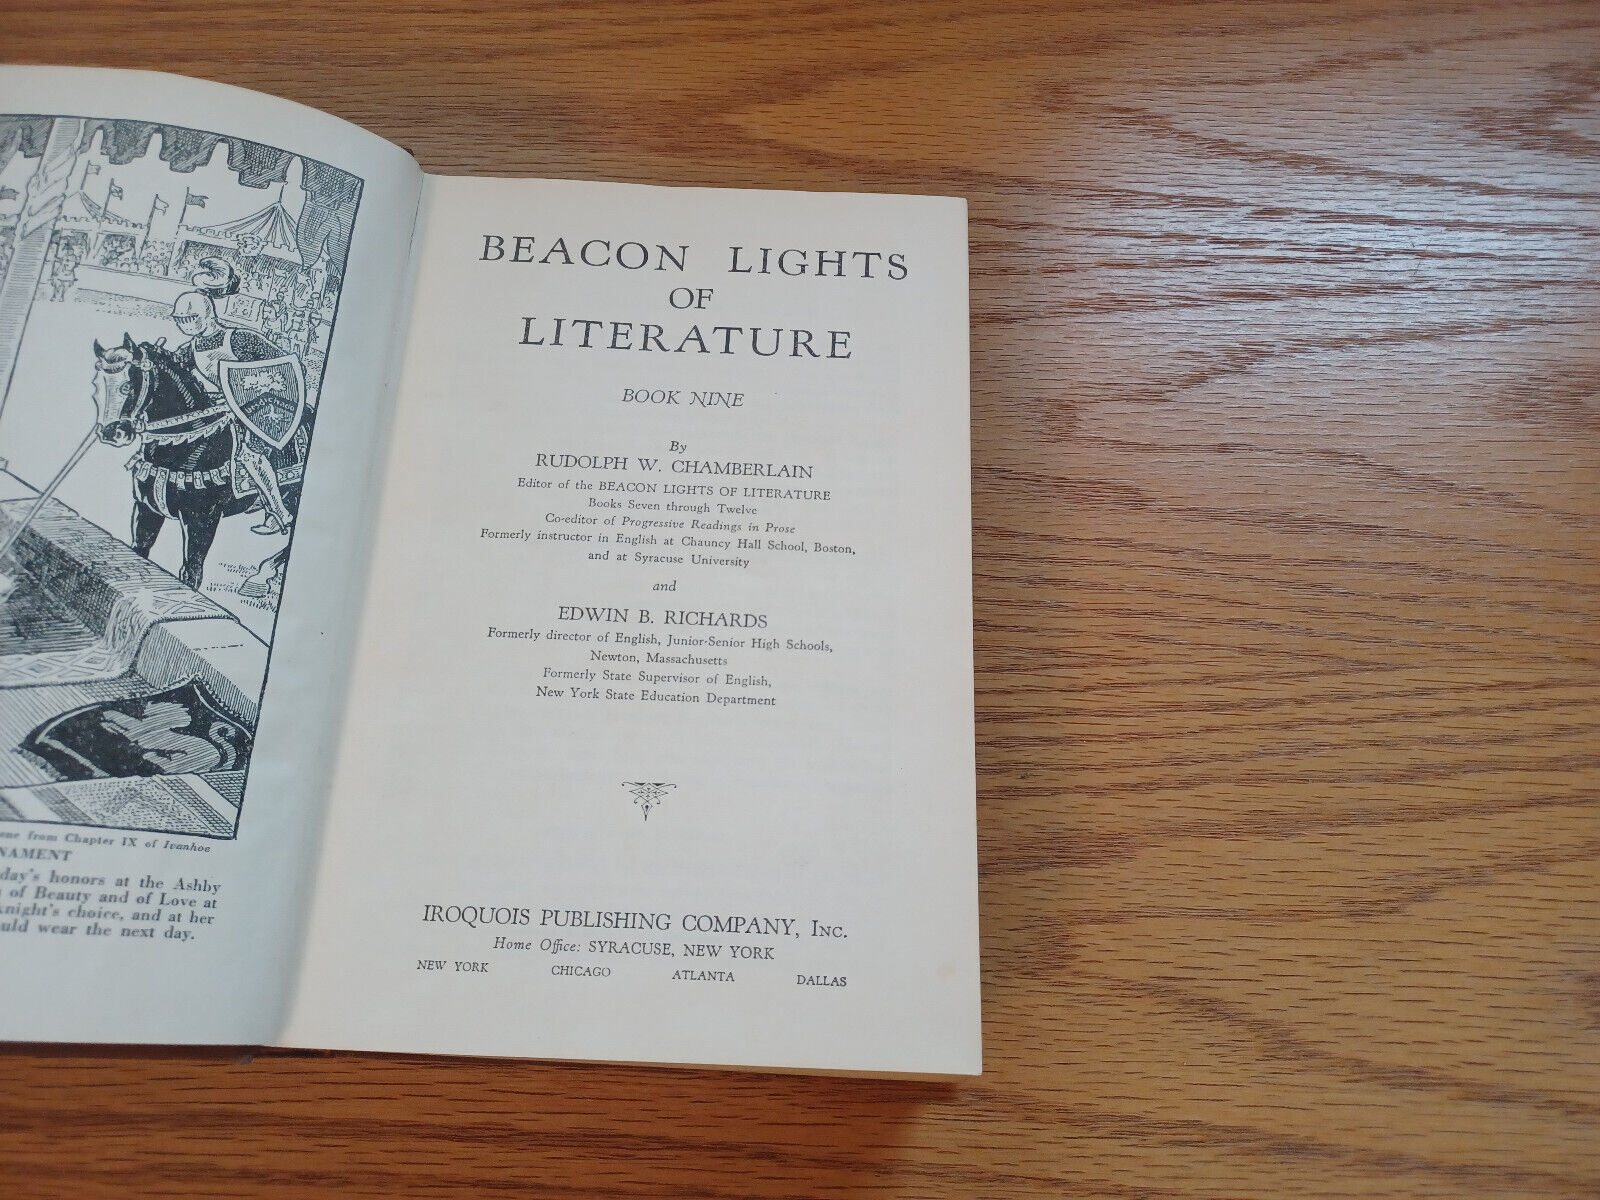 DESDICHADO
ene from Chapter IX of Ivanhoe
NAMENT
day's honors at the Ashby
of Beauty and of Love at
knight's choice, and at her
uld wear the next day.
BEACON LIGHTS
OF
LITERATURE
BOOK NINE
By
RUDOLPH W. CHAMBERLAIN
Editor of the BEACON LIGHTS OF LITERATURE
Books Seven through Twelve
Co-editor of Progressive Readings in Prose
Formerly instructor in English at Chauncy Hall School, Boston,
and at Syracuse University
and
EDWIN B. RICHARDS
Formerly director of English, Junior-Senior High Schools,
Newton, Massachusetts
Formerly State Supervisor of English,
New York State Education Department
IROQUOIS PUBLISHING COMPANY, INC.
Home Office: SYRACUSE, NEW YORK
NEW YORK CHICAGO ATLANTA DALLAS